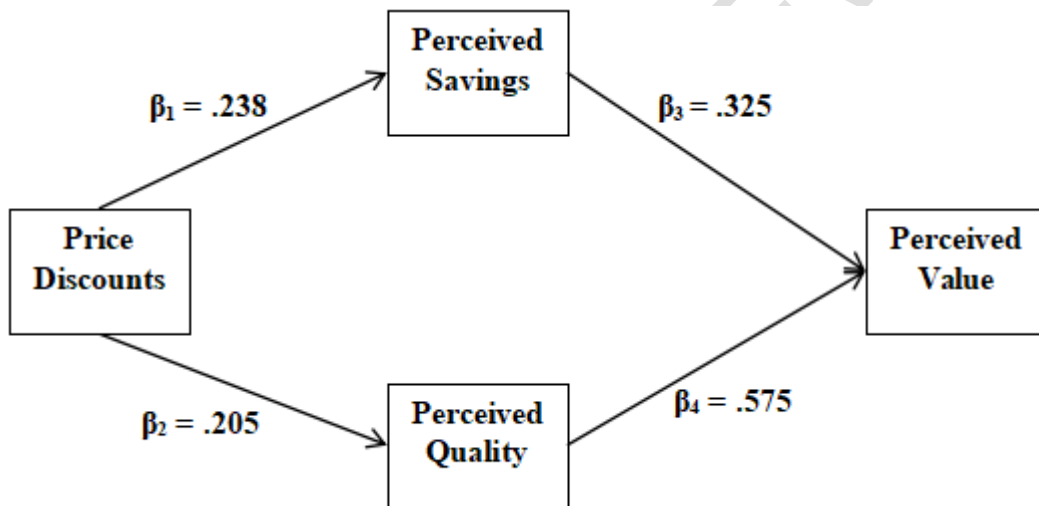 Perceived
Savings
β₁ = .238
β₃ = .325
Price
Discounts
Perceived
Value
β₂ = .205
Perceived
Quality
β₄ = .575